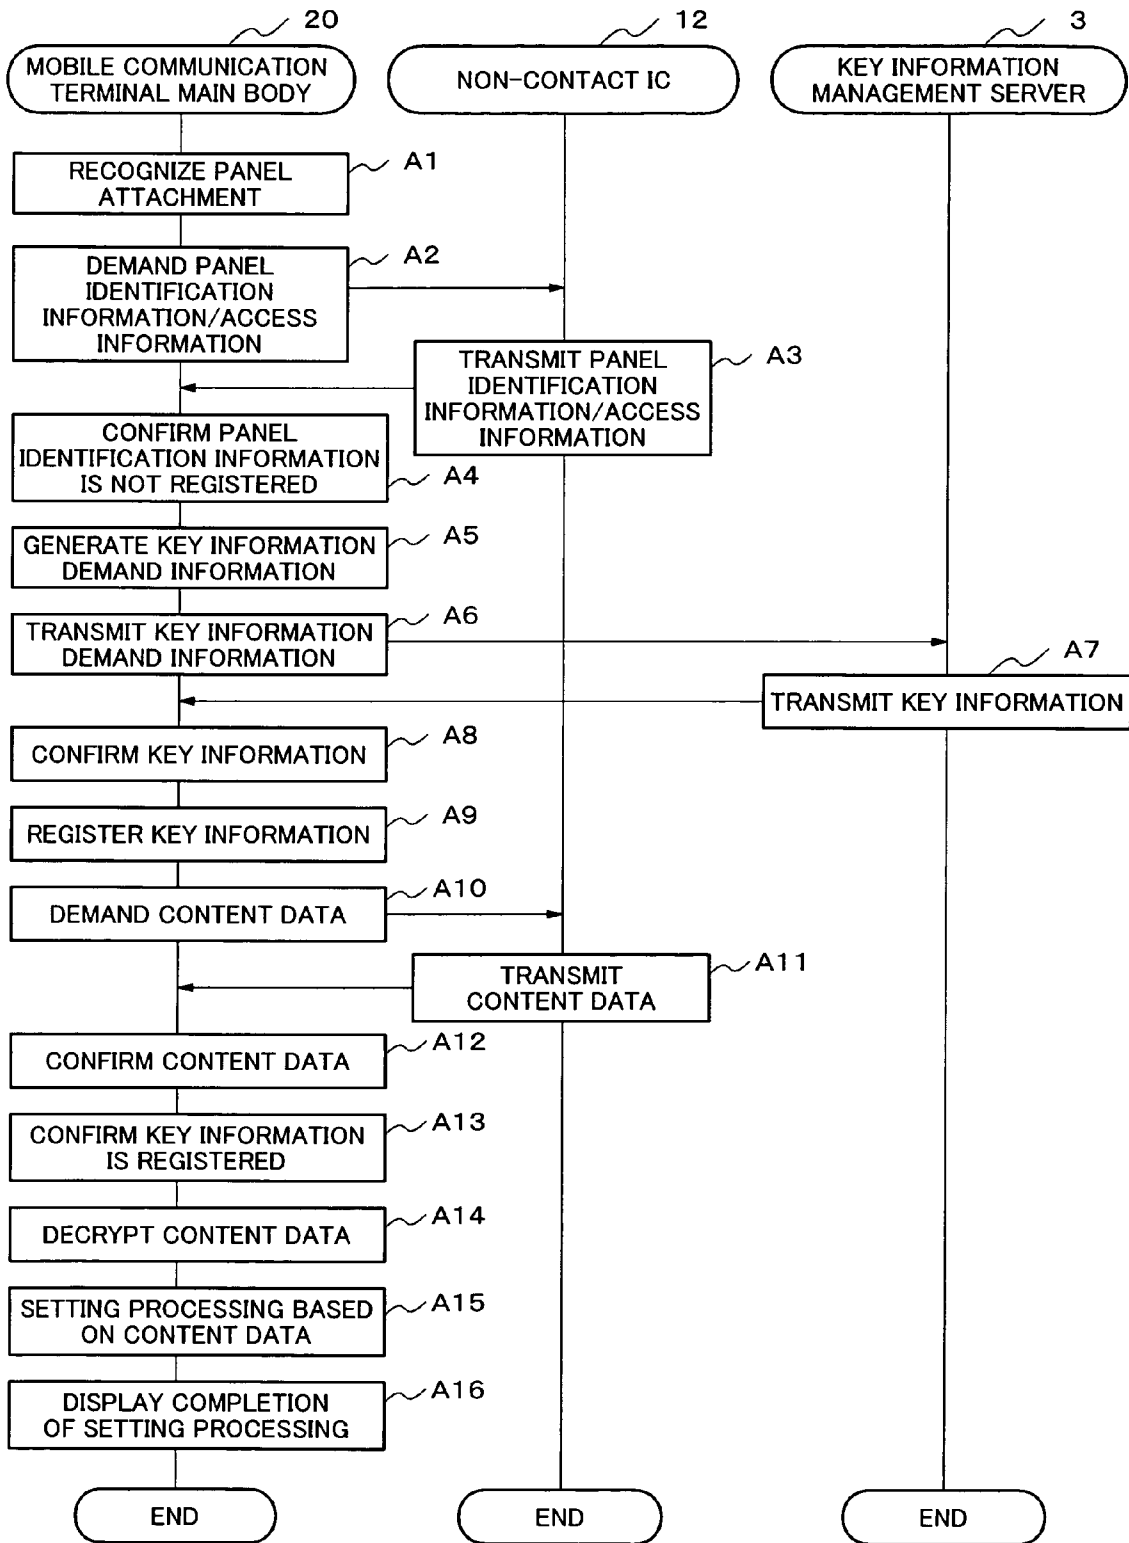 20
12
3
MOBILE COMMUNICATION
TERMINAL MAIN BODY
NON-CONTACT IC
KEY INFORMATION
MANAGEMENT SERVER
RECOGNIZE PANEL
ATTACHMENT
A1
DEMAND PANEL
IDENTIFICATION
INFORMATION/ACCESS
INFORMATION
A2
TRANSMIT PANEL
IDENTIFICATION
INFORMATION/ACCESS
INFORMATION
A3
CONFIRM PANEL
IDENTIFICATION INFORMATION
IS NOT REGISTERED
A4
GENERATE KEY INFORMATION
DEMAND INFORMATION
A5
TRANSMIT KEY INFORMATION
DEMAND INFORMATION
A6
TRANSMIT KEY INFORMATION
A7
CONFIRM KEY INFORMATION
A8
REGISTER KEY INFORMATION
A9
DEMAND CONTENT DATA
A10
TRANSMIT
CONTENT DATA
A11
CONFIRM CONTENT DATA
A12
CONFIRM KEY INFORMATION
IS REGISTERED
A13
DECRYPT CONTENT DATA
A14
SETTING PROCESSING BASED
ON CONTENT DATA
A15
DISPLAY COMPLETION
OF SETTING PROCESSING
A16
END
END
END